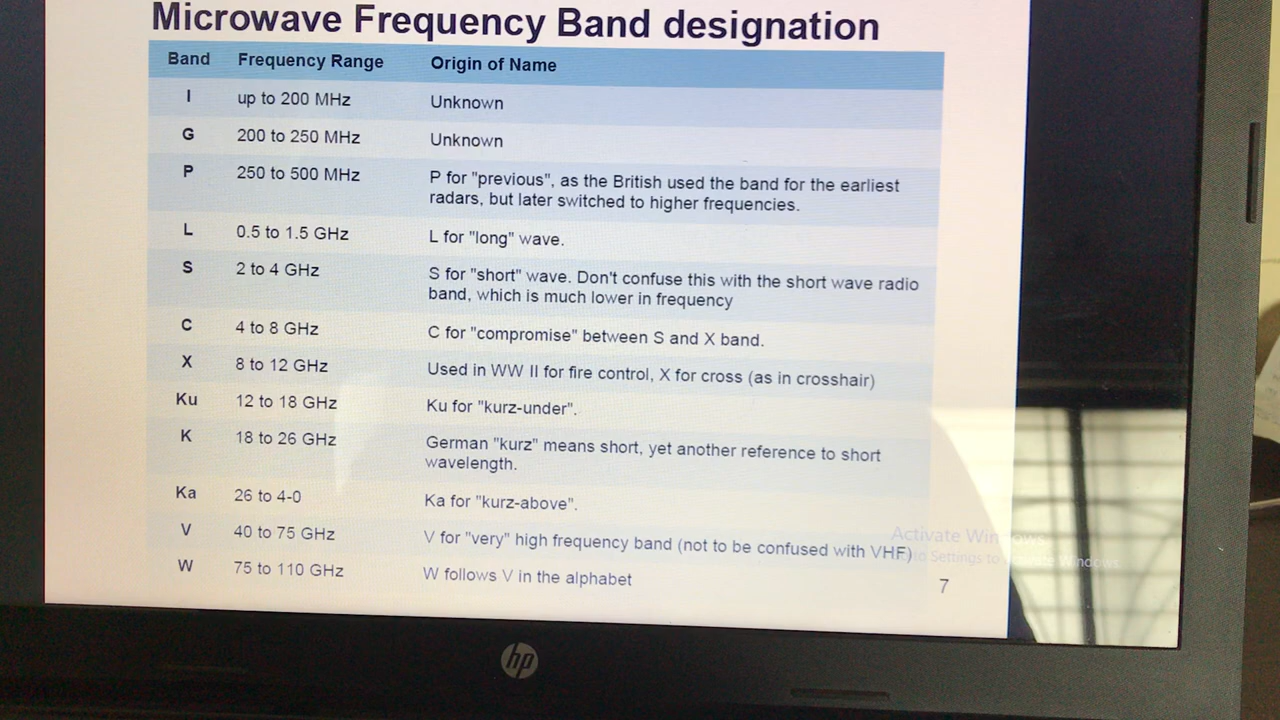 Microwave Frequency Band designation
Band Frequency Range Origin of Name
I up to 200 MHz Unknown
G 200 to 250 MHz Unknown
P 250 to 500 MHz P for "previous", as the British used the band for the earliest
radars, but later switched to higher frequencies.
L 0.5 to 1.5 GHz L for "long" wave.
S 2 to 4 GHz S for "short" wave. Don't confuse this with the short wave radio
band, which is much lower in frequency
C 4 to 8 GHz C for "compromise" between S and X band.
X 8 to 12 GHz Used in WW II for fire control, X for cross (as in crosshair)
Ku 12 to 18 GHz Ku for "kurz-under".
K 18 to 26 GHz German "kurz" means short, yet another reference to short
wavelength.
Ka 26 to 4-0 Ka for "kurz-above".
V 40 to 75 GHz V for "very" high frequency band (not to be confused with VHF)
W 75 to 110 GHz W follows V in the alphabet
Activate Windows
Settings to Windows
7
hp